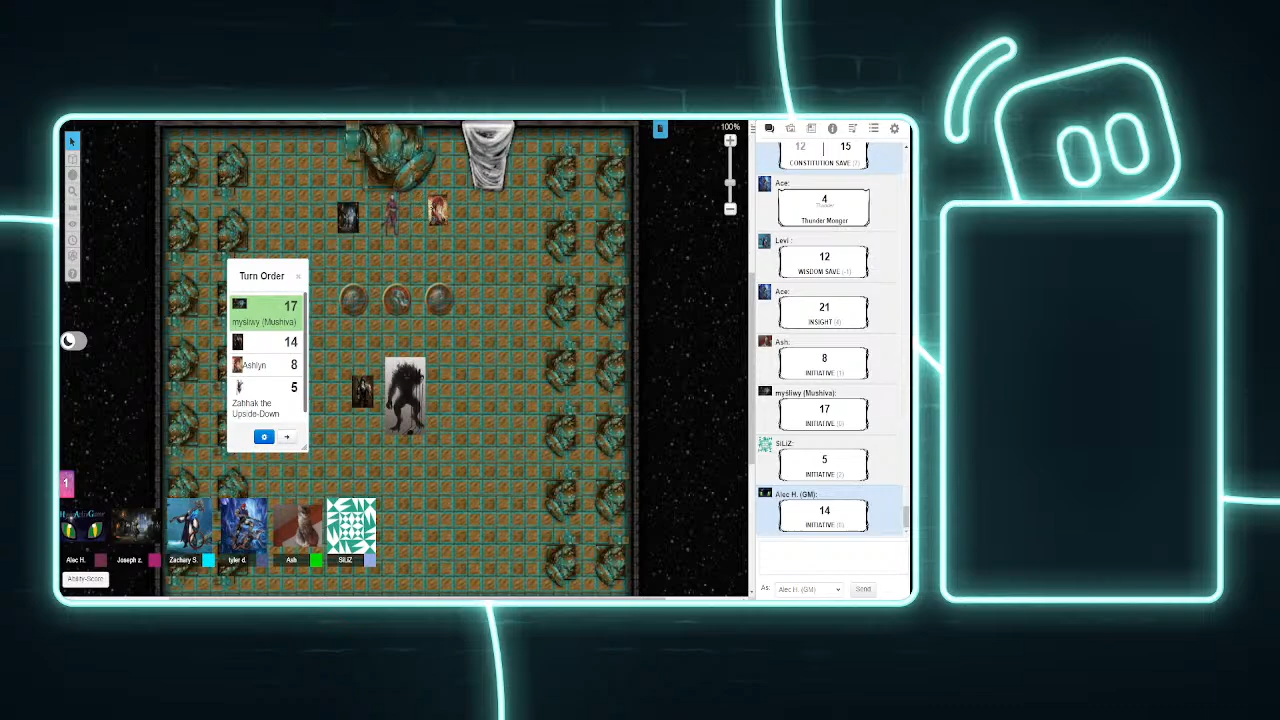 100%
12 15
CONSTITUTION SAVE (7)
Ace:
4
Thunder
Thunder Monger
Levi :
12
WISDOM SAVE (-1)
Ace:
21
INSIGHT (4)
Ash:
8
INITIATIVE (1)
myśliwy (Mushiva):
17
INITIATIVE (0)
SiLiZ:
5
INITIATIVE (2)
Alec H. (GM):
14
As: Alec H. (GM) Send
Turn Order ×
17
myśliwy (Mushiva)
14
Ashlyn 8
5
Zahhak the
Upside-Down
1
Alec H. Joseph z. Zachary S. tyler d. Ash SiLiZ
Ability-Score